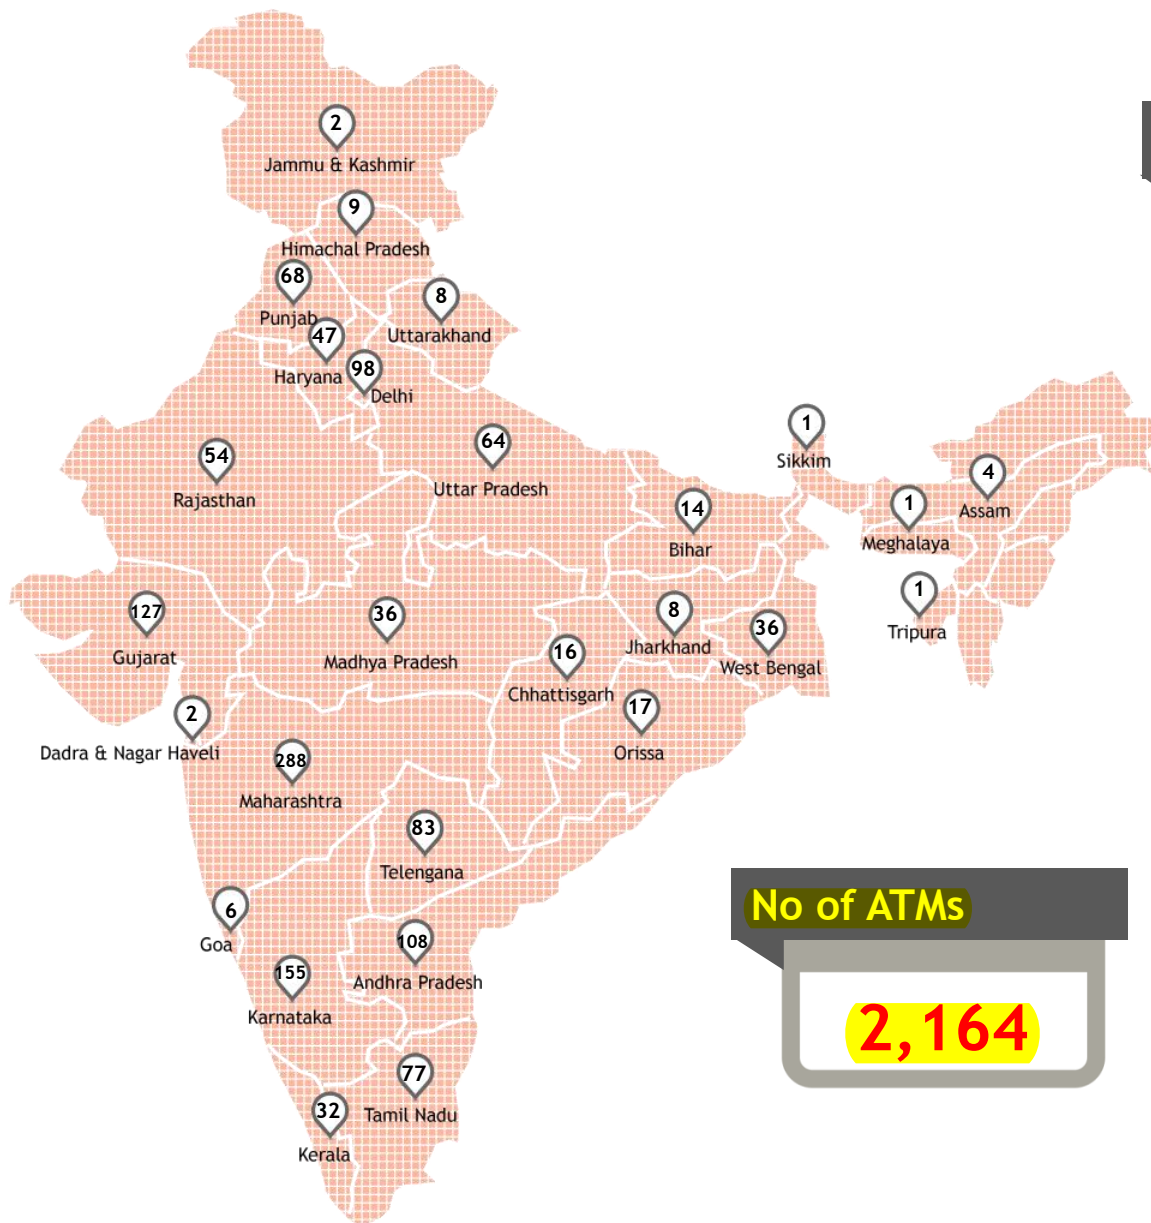 2
Jammu & Kashmir
9
Himachal Pradesh
68
Punjab
8
Uttarakhand
47
Haryana
98
Delhi
54
Rajasthan
64
Uttar Pradesh
1
Sikkim
4
Assam
1
Meghalaya
14
Bihar
1
Tripura
127
Gujarat
36
Madhya Pradesh
8
Jharkhand
36
West Bengal
16
Chhattisgarh
17
Orissa
2
Dadra & Nagar Haveli
288
Maharashtra
83
Telengana
6
Goa
108
Andhra Pradesh
155
Karnataka
77
Tamil Nadu
32
Kerala
No of ATMs
2,164